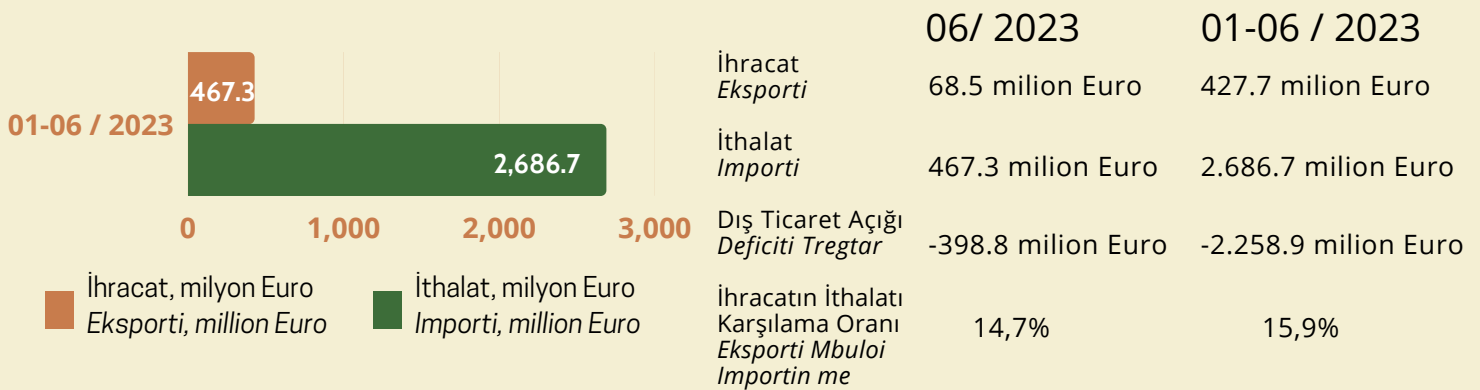 467.3
01-06 / 2023
2,686.7
0 1,000 2,000 3,000
İhracat, milyon Euro
Eksporti, million Euro
İthalat, milyon Euro
Importi, million Euro
06/ 2023 01-06 / 2023
İhracat
Eksporti
68.5 milion Euro 427.7 milion Euro
İthalat
Importi
467.3 milion Euro 2.686.7 milion Euro
Dış Ticaret Açığı
Deficiti Tregtar
-398.8 milion Euro -2.258.9 milion Euro
İhracatın İthalatı
Karşılama Oranı
Eksporti Mbuloi
Importin me
14,7% 15,9%